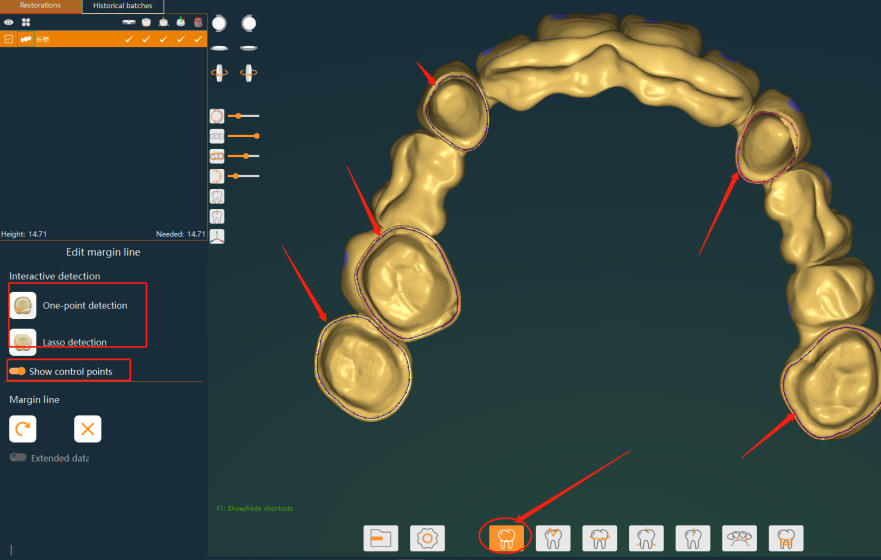 Restorations Historical batches
Height: 14.71 Needed: 14.71
Edit margin line
Interactive detection
One-point detection
Lasso detection
Show control points
Margin line
Extended data
F1: Show/Hide shortcuts